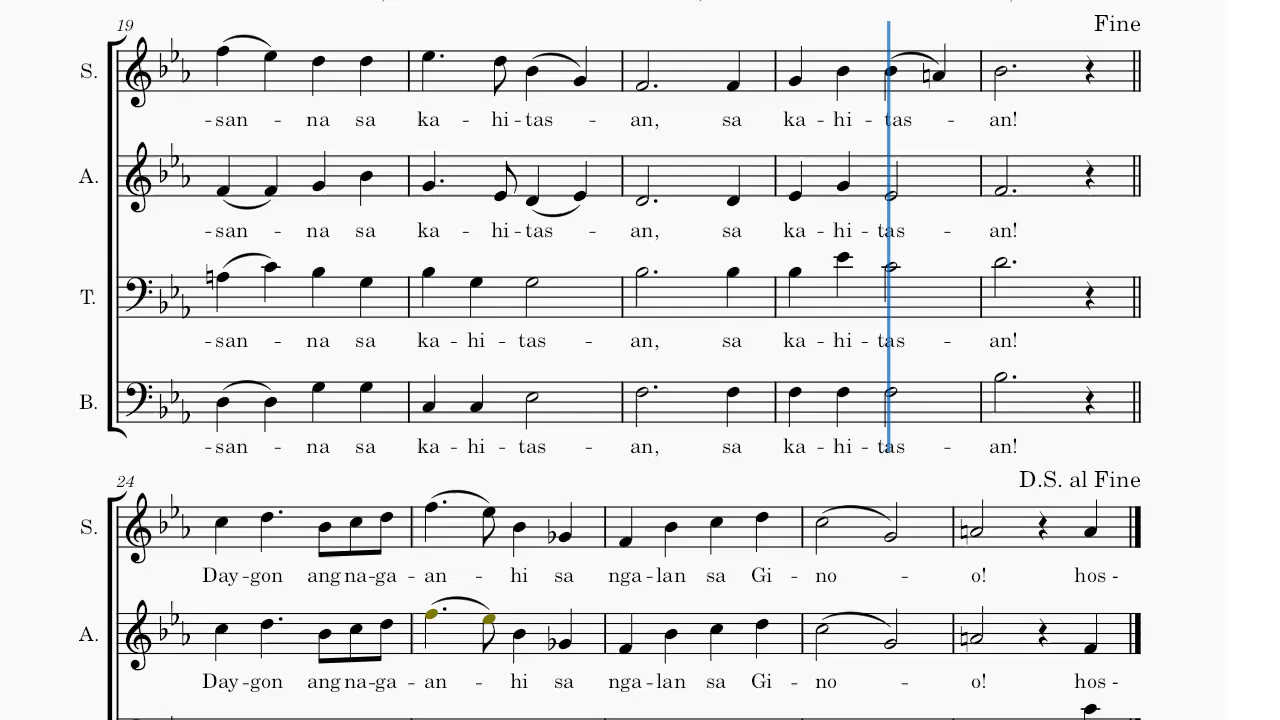 19
Fine
S.
-san - na sa ka - hi - tas - an, sa ka - hi - tas - an!
A.
-san - na sa ka - hi - tas - an, sa ka - hi - tas - an!
T.
-san - na sa ka - hi - tas - an, sa ka - hi - tas - an!
B.
-san - na sa ka - hi - tas - an, sa ka - hi - tas - an!
24
D.S. al Fine
S.
Day - gon ang na - ga - an - hi sa nga - lan sa Gi - no - o! hos -
A.
Day - gon ang na - ga - an - hi sa nga - lan sa Gi - no - o! hos -